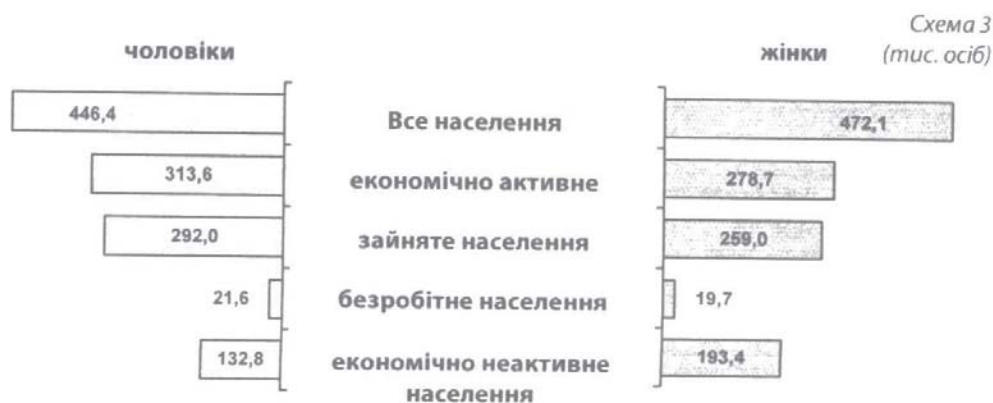 Схема 3
чоловіки жінки (тис. осіб)
446,4 Все населення 472,1
313,6 економічно активне 278,7
292,0 зайняте населення 259,0
21,6 безробітне населення 19,7
132,8 економічно неактивне 193,4
населення